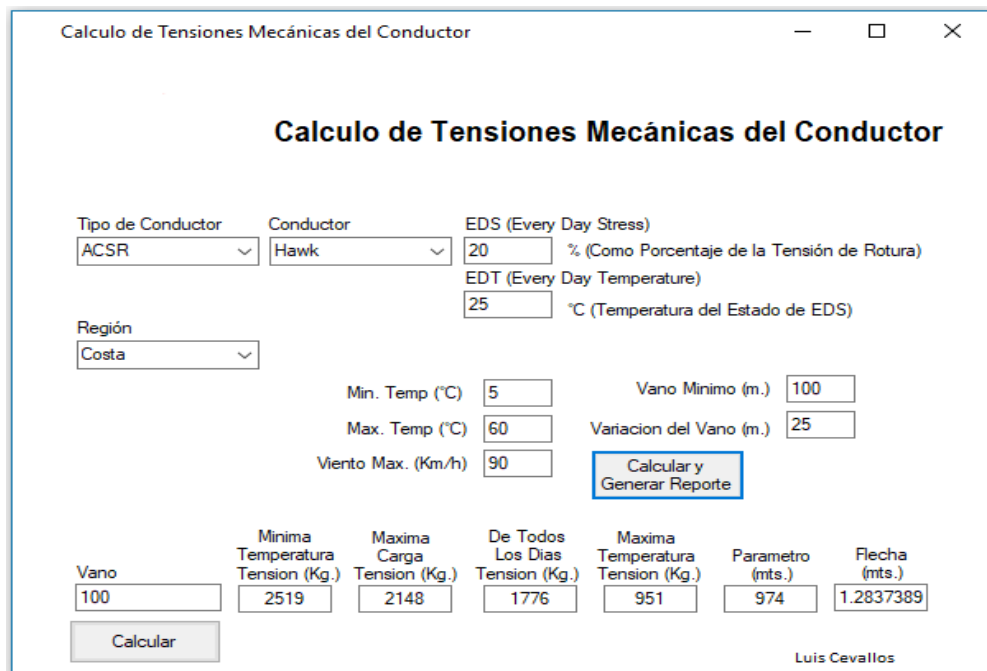 Calculo de Tensiones Mecánicas del Conductor
Calculo de Tensiones Mecánicas del Conductor
Tipo de Conductor
Conductor
EDS (Every Day Stress)
ACSR
Hawk
20
% (Como Porcentaje de la Tensión de Rotura)
EDT (Every Day Temperature)
25
°C (Temperatura del Estado de EDS)
Región
Costa
Min. Temp (°C)
5
Vano Minimo (m.)
100
Max. Temp (°C)
60
Variacion del Vano (m.)
25
Viento Max. (Km/h)
90
Calcular y
Generar Reporte
Vano
Minima
Temperatura
Tension (Kg.)
Maxima
Carga
Tension (Kg.)
De Todos
Los Dias
Tension (Kg.)
Maxima
Temperatura
Tension (Kg.)
Parametro
(mts.)
Flecha
(mts.)
100
2519
2148
1776
951
974
1.2837389
Calcular
Luis Cevallos